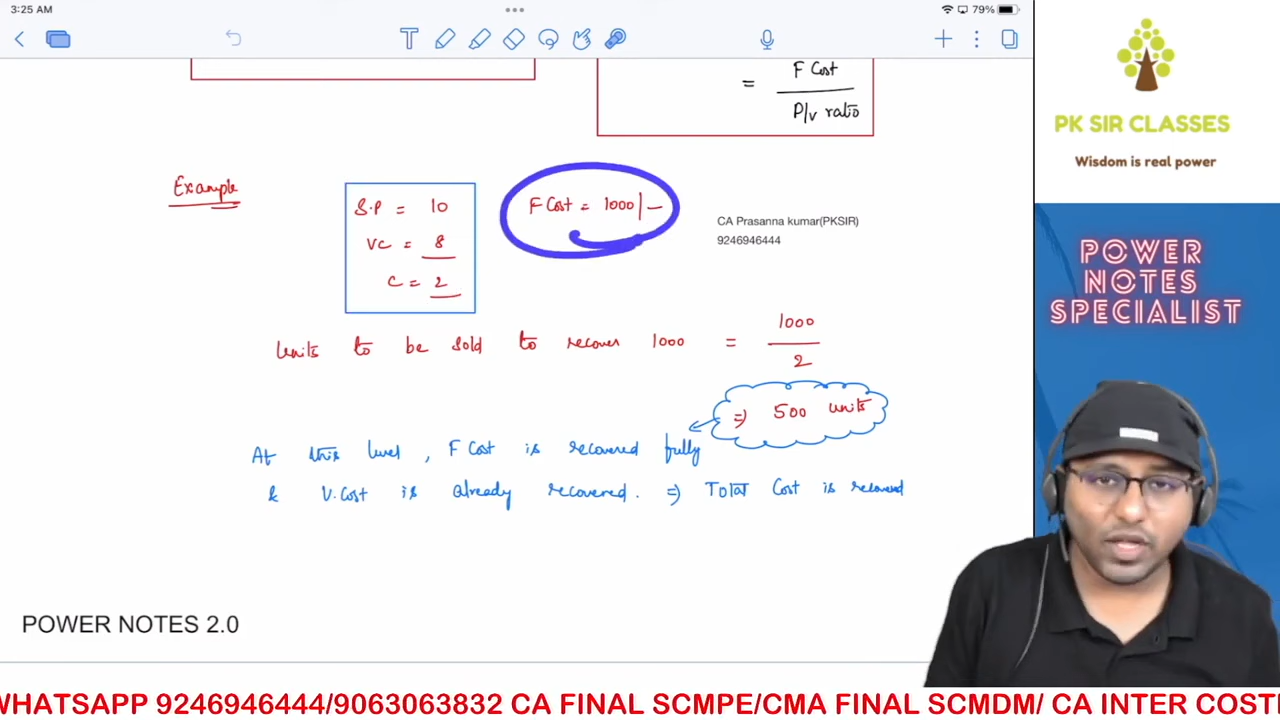 3:25 AM
79%
= F Cost
P/v ratio
Example
S.P = 10
VC = 8
C = 2
F Cost = 1000/-
CA Prasanna kumar(PKSIR)
9246946444
Units to be sold to recover 1000 = 1000
2
=) 500 units
At this level, F Cost is recovered fully
& V.Cost is already recovered. =) Total Cost is recovered
POWER NOTES 2.0
PK SIR CLASSES
Wisdom is real power
POWER
NOTES
SPECIALIST
WHATSAPP 9246946444/9063063832 CA FINAL SCMPE/CMA FINAL SCMDM/ CA INTER COSTI